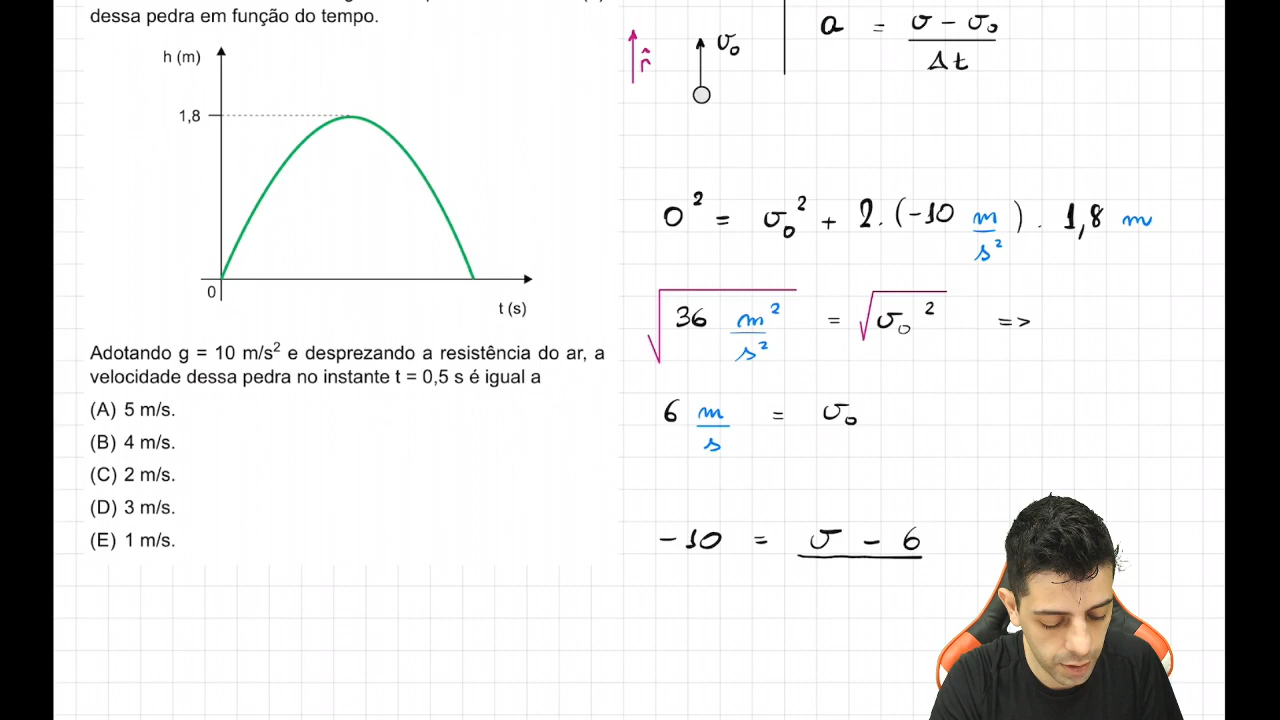 dessa pedra em função do tempo.
h (m)
1,8
0
t (s)
Adotando g = 10 m/s² e desprezando a resistência do ar, a
velocidade dessa pedra no instante t = 0,5 s é igual a
(A) 5 m/s.
(B) 4 m/s.
(C) 2 m/s.
(D) 3 m/s.
(E) 1 m/s.
r̂
v₀
a = (v - v₀)/Δt
0² = v₀² + 2.(-10 m/s²) . 1,8 m
√(36 m²/s²) = √(v₀²) =>
6 m/s = v₀
-10 = v - 6